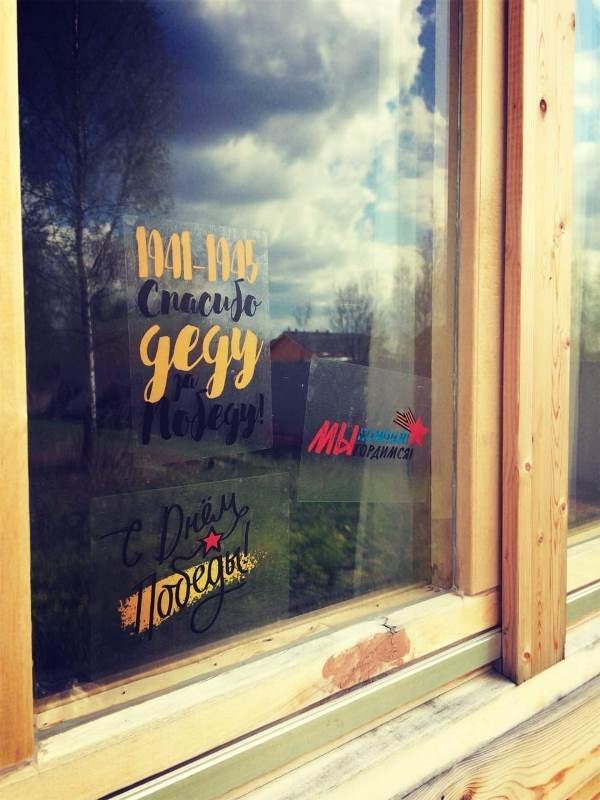 1941-1945
Спасибо
деду
за
Победу!
Мы помним!
гордимся!
С Днём
Победы!